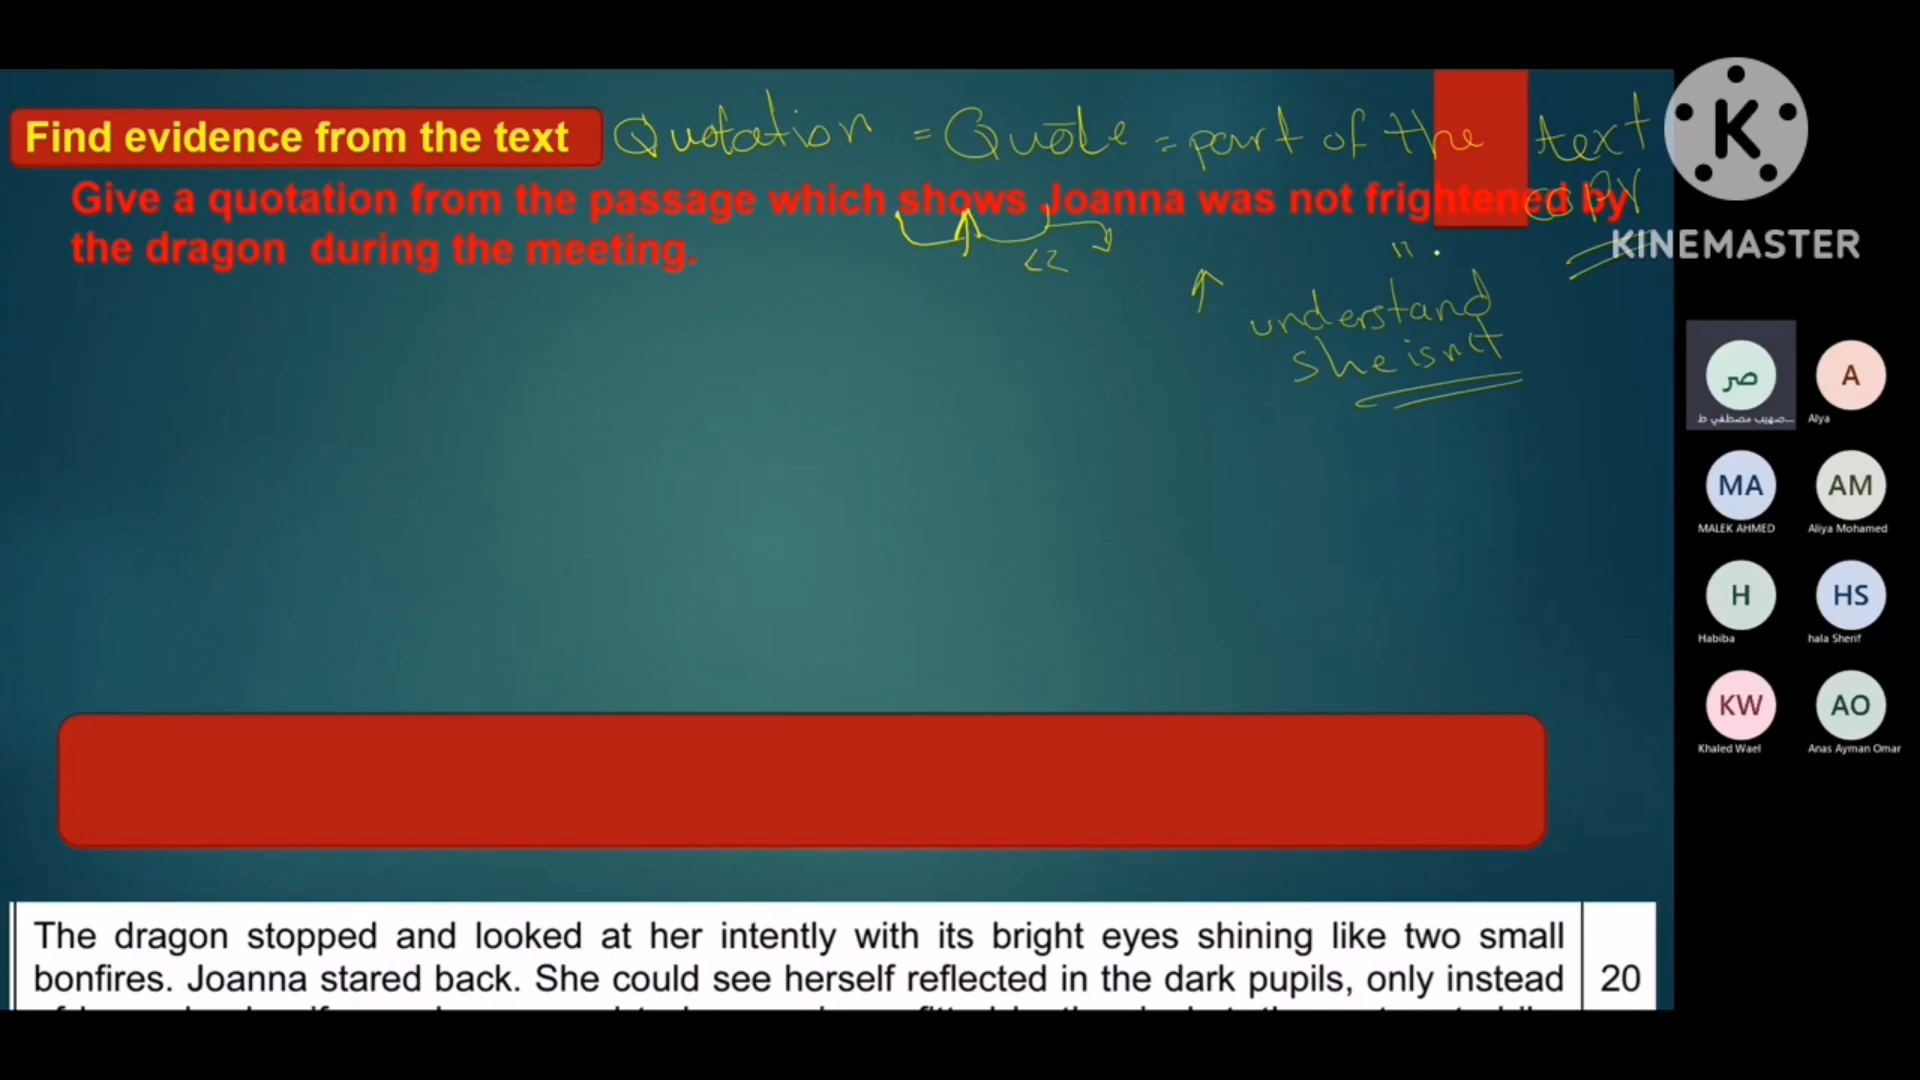 Find evidence from the text
Quotation = Quote = part of the text
copy
Give a quotation from the passage which shows Joanna was not frightened by
the dragon during the meeting.
understand
she isn't
K
KINEMASTER
صر
A
صهيب مصطفي ط...
Alya
MA
AM
MALEK AHMED
Aliya Mohamed
H
HS
Habiba
hala Sherif
KW
AO
Khaled Wael
Anas Ayman Omar
The dragon stopped and looked at her intently with its bright eyes shining like two small
bonfires. Joanna stared back. She could see herself reflected in the dark pupils, only instead
20